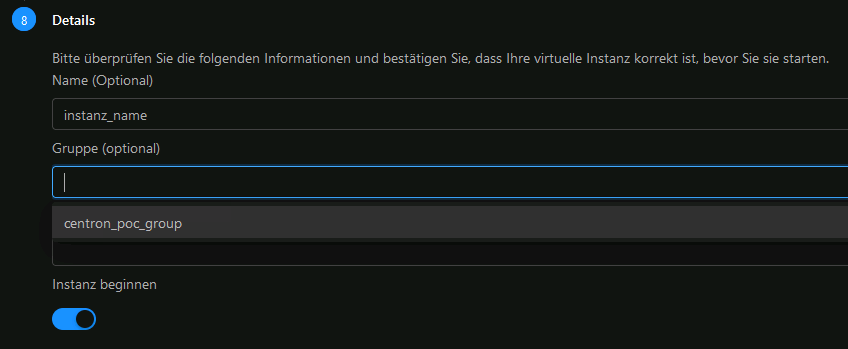 8
Details
Bitte überprüfen Sie die folgenden Informationen und bestätigen Sie, dass Ihre virtuelle Instanz korrekt ist, bevor Sie sie starten.
Name (Optional)
instanz_name
Gruppe (optional)
centron_poc_group
Instanz beginnen